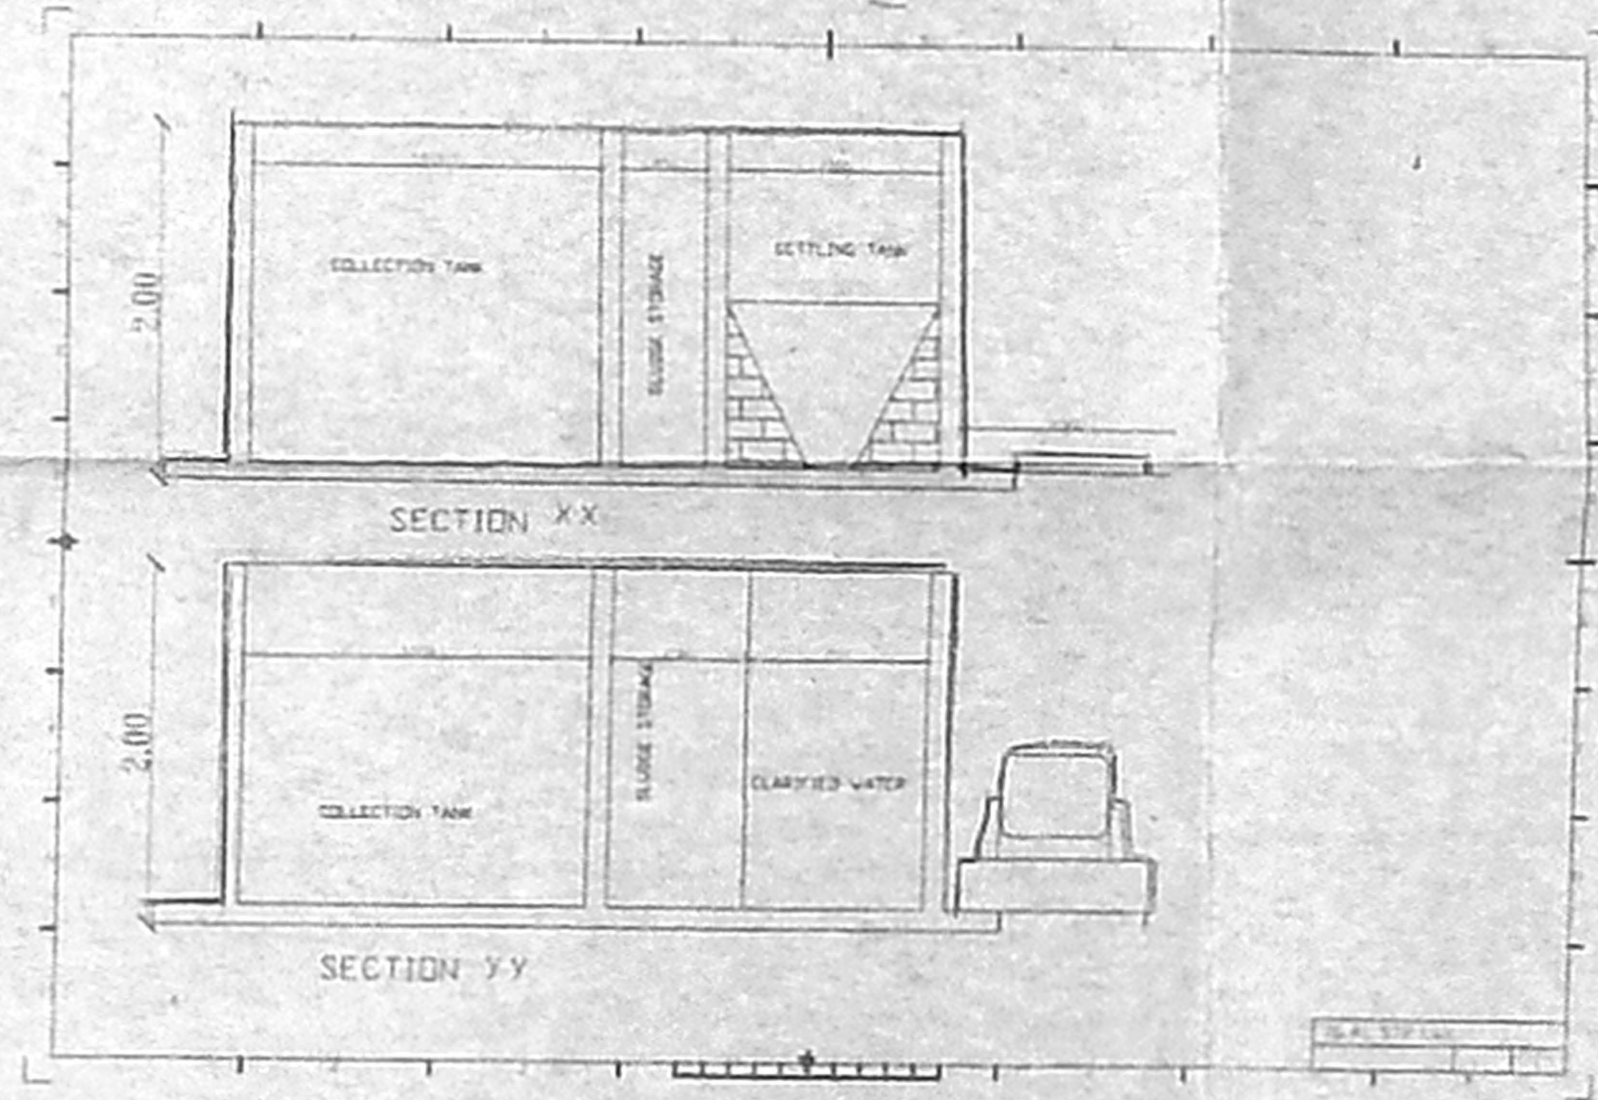 COLLECTION TANK
SLUDGE STORAGE
SETTLING TANK
2.00
SECTION XX
COLLECTION TANK
SLUDGE STORAGE
CLARIFIED WATER
2.00
SECTION YY